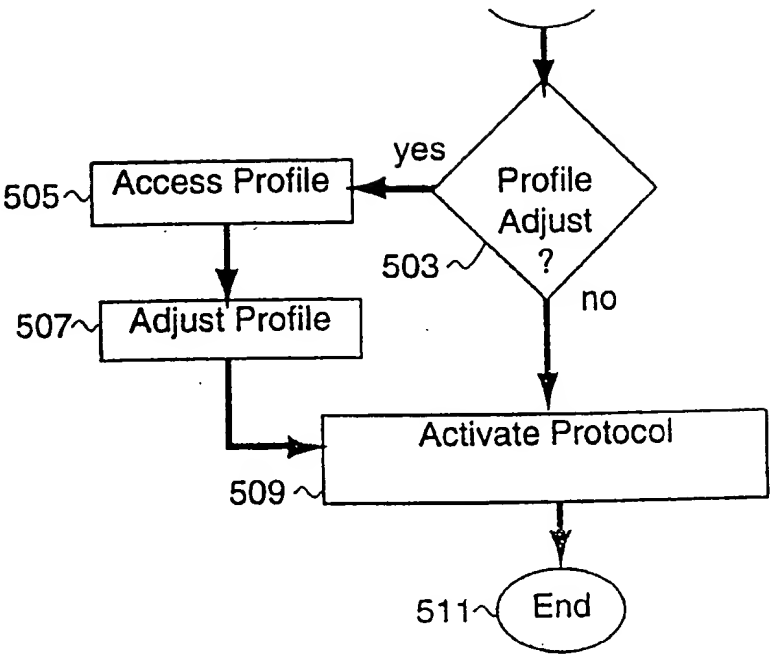 yes
Access Profile
505
Profile
Adjust
?
503
507
Adjust Profile
no
Activate Protocol
509
511
End